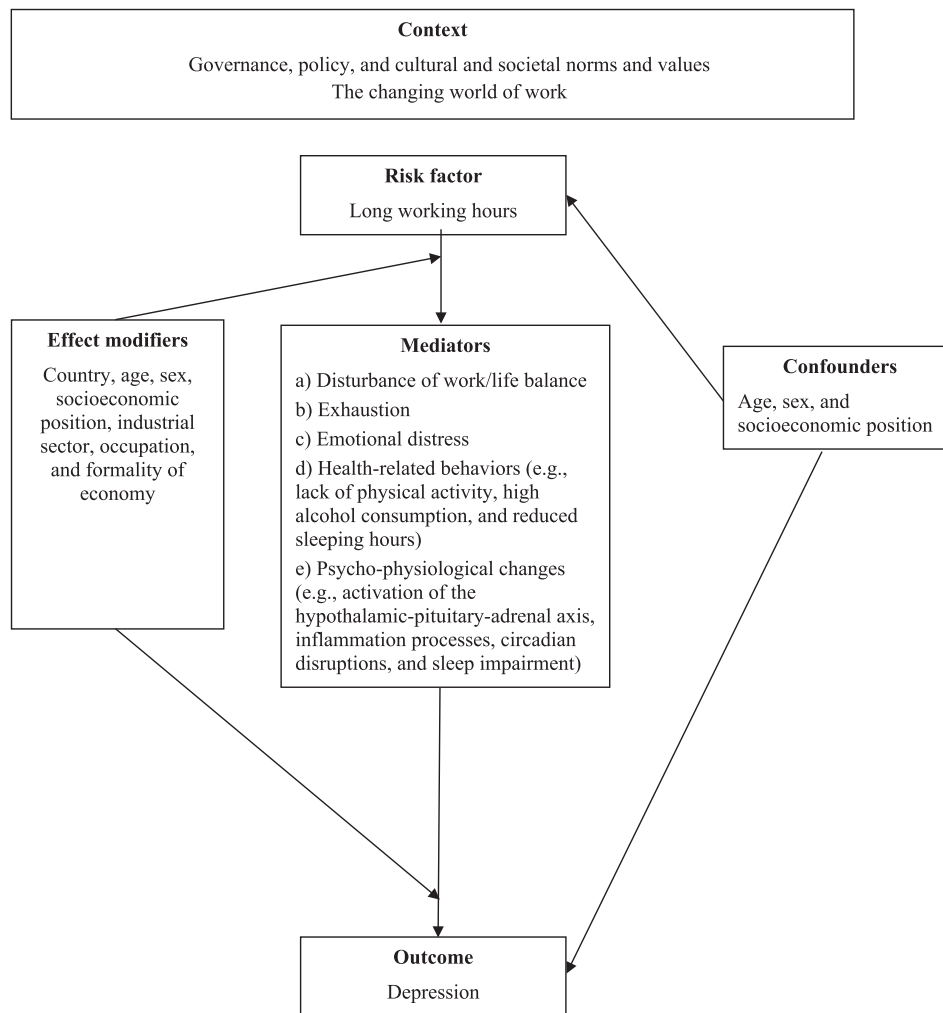 Context
Governance, policy, and cultural and societal norms and values
The changing world of work
Risk factor
Long working hours
Effect modifiers
Country, age, sex,
socioeconomic
position, industrial
sector, occupation,
and formality of
economy
Mediators
a) Disturbance of work/life balance
b) Exhaustion
c) Emotional distress
d) Health-related behaviors (e.g.,
lack of physical activity, high
alcohol consumption, and reduced
sleeping hours)
e) Psycho-physiological changes
(e.g., activation of the
hypothalamic-pituitary-adrenal axis,
inflammation processes, circadian
disruptions, and sleep impairment)
Confounders
Age, sex, and
socioeconomic position
Outcome
Depression